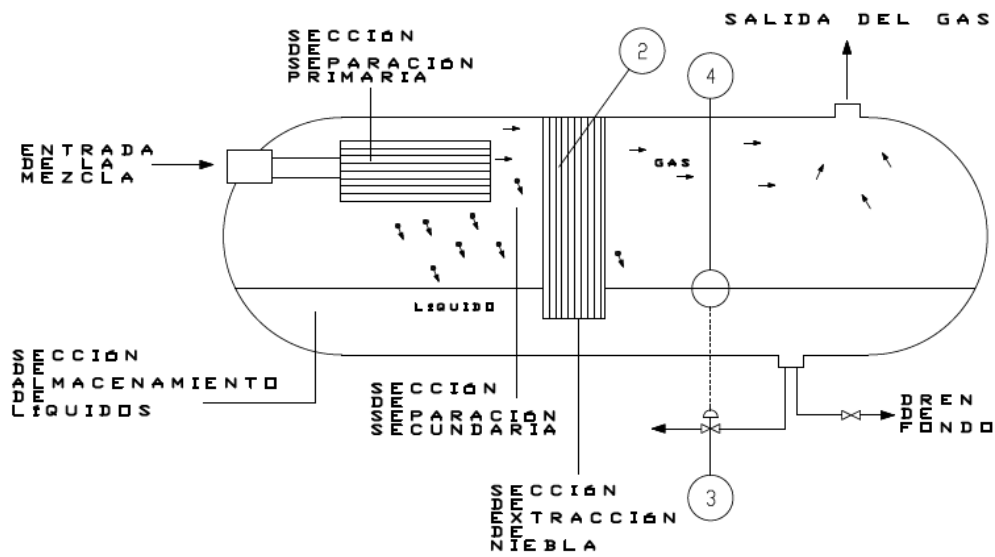 SALIDA DEL GAS
SECCIÓN
DE
SEPARACIÓN
PRIMARIA
2
4
ENTRADA
DE LA
MEZCLA
GAS
LÍQUIDO
SECCIÓN
DE
ALMACENAMIENTO
DE
LÍQUIDOS
SECCIÓN
DE
SEPARACIÓN
SECUNDARIA
DREN
DE
FONDO
3
SECCIÓN
DE
EXTRACCIÓN
DE
NIEBLA